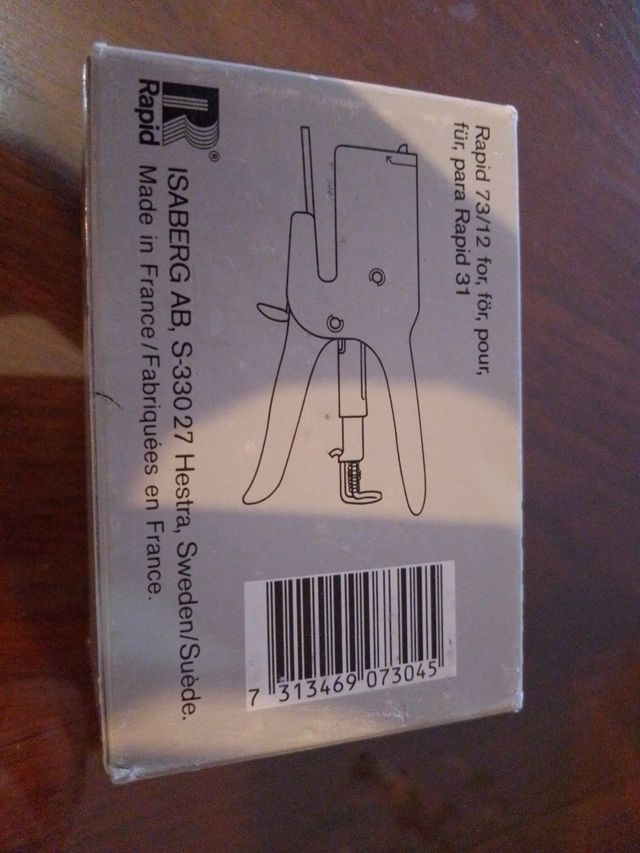 Rapid 73/12 for, för, pour,
für, para Rapid 31
7 313469 073045
R®
Rapid
ISABERG AB, S-330 27 Hestra, Sweden/Suède.
Made in France/Fabriquées en France.